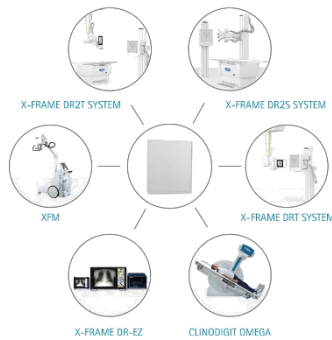 X-FRAME DR2T SYSTEM
X-FRAME DR2S SYSTEM
XFM
X-FRAME DRT SYSTEM
X-FRAME DR-EZ
CLINODIGIT OMEGA